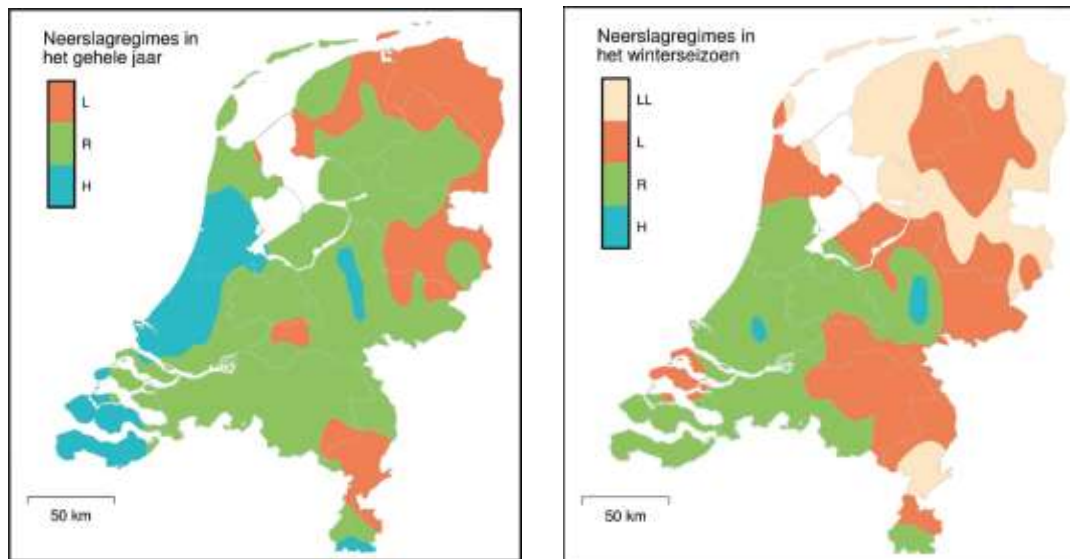 Neerslagregimes in
het gehele jaar
L
R
H
50 km
Neerslagregimes in
het winterseizoen
LL
L
R
H
50 km